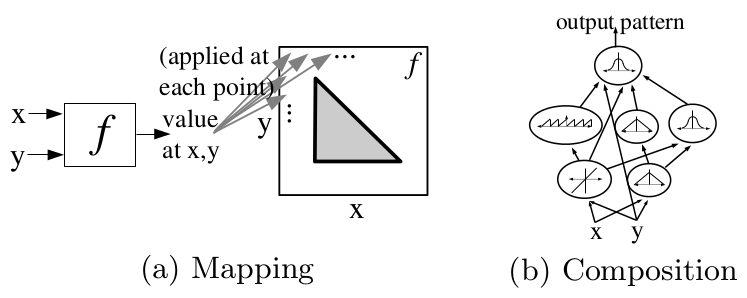 (applied at
each point)
...
f
x
y
f
value
at x,y
y
...
x
(a) Mapping
output pattern
x
y
(b) Composition